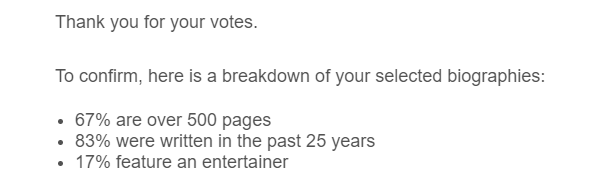 Thank you for your votes.
To confirm, here is a breakdown of your selected biographies:
• 67% are over 500 pages
• 83% were written in the past 25 years
• 17% feature an entertainer